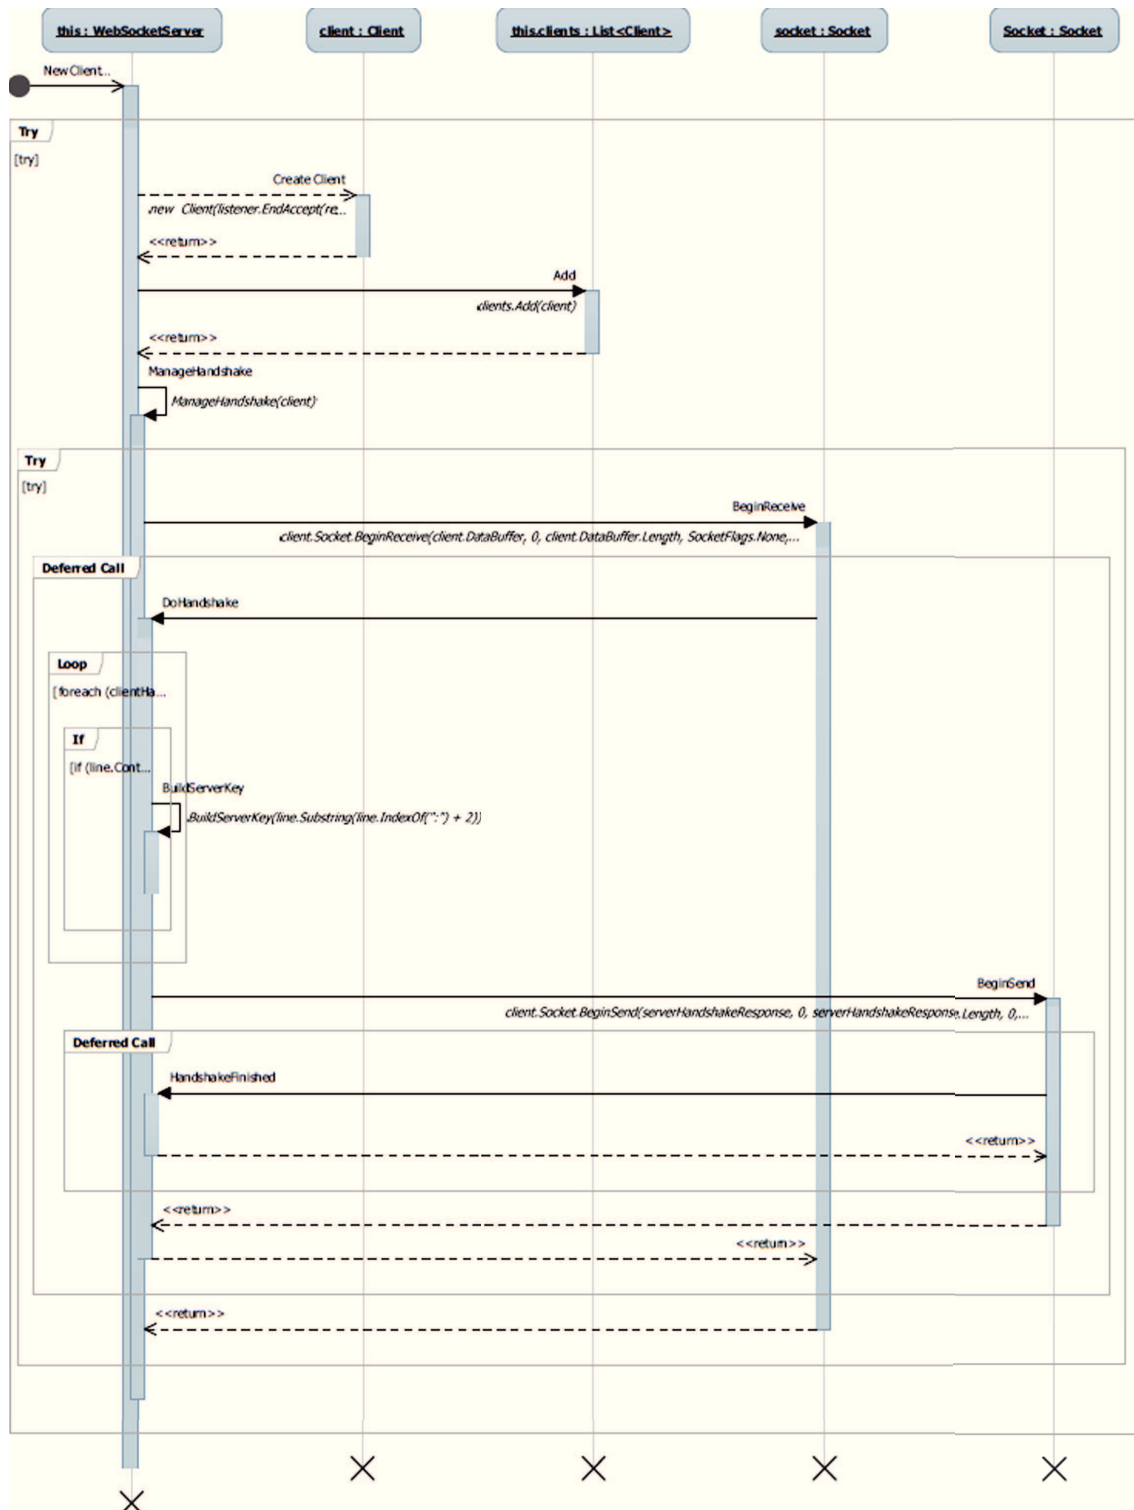 this : WebSocketServer
client : Client
this.clients : List<Client>
socket : Socket
Socket : Socket
NewClient...
Try
[try]
Create Client
new Client(listener.EndAccept(re...
<<return>>
Add
clients.Add(client)
<<return>>
ManageHandshake
ManageHandshake(client)
Try
[try]
BeginReceive
client.Socket.BeginReceive(client.DataBuffer, 0, client.DataBuffer.Length, SocketFlags.None,...
Deferred Call
DoHandshake
Loop
[foreach (clientHa...
If
[if (line.Cont...
BuildServerKey
BuildServerKey(line.Substring(line.IndexOf(":") + 2))
BeginSend
client.Socket.BeginSend(serverHandshakeResponse, 0, serverHandshakeResponse.Length, 0,...
Deferred Call
HandshakeFinished
<<return>>
<<return>>
<<return>>
<<return>>